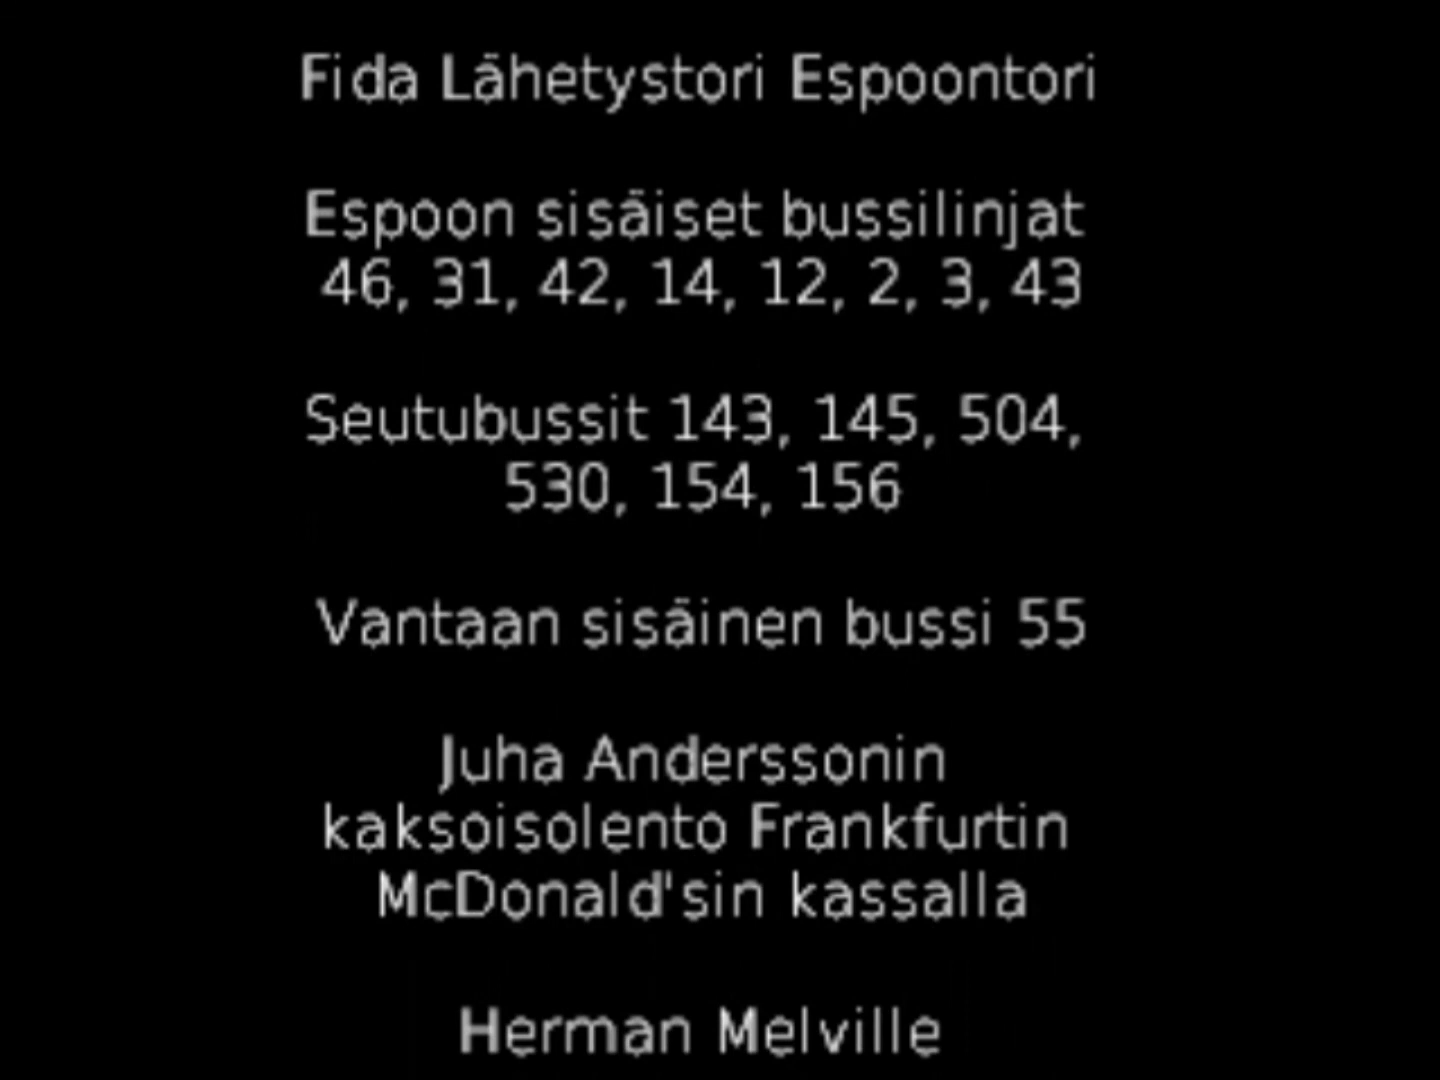 Fida Lähetystori Espoontori
Espoon sisäiset bussilinjat
46, 31, 42, 14, 12, 2, 3, 43
Seutubussit 143, 145, 504,
530, 154, 156
Vantaan sisäinen bussi 55
Juha Anderssonin
kaksoisolento Frankfurtin
McDonald'sin kassalla
Herman Melville